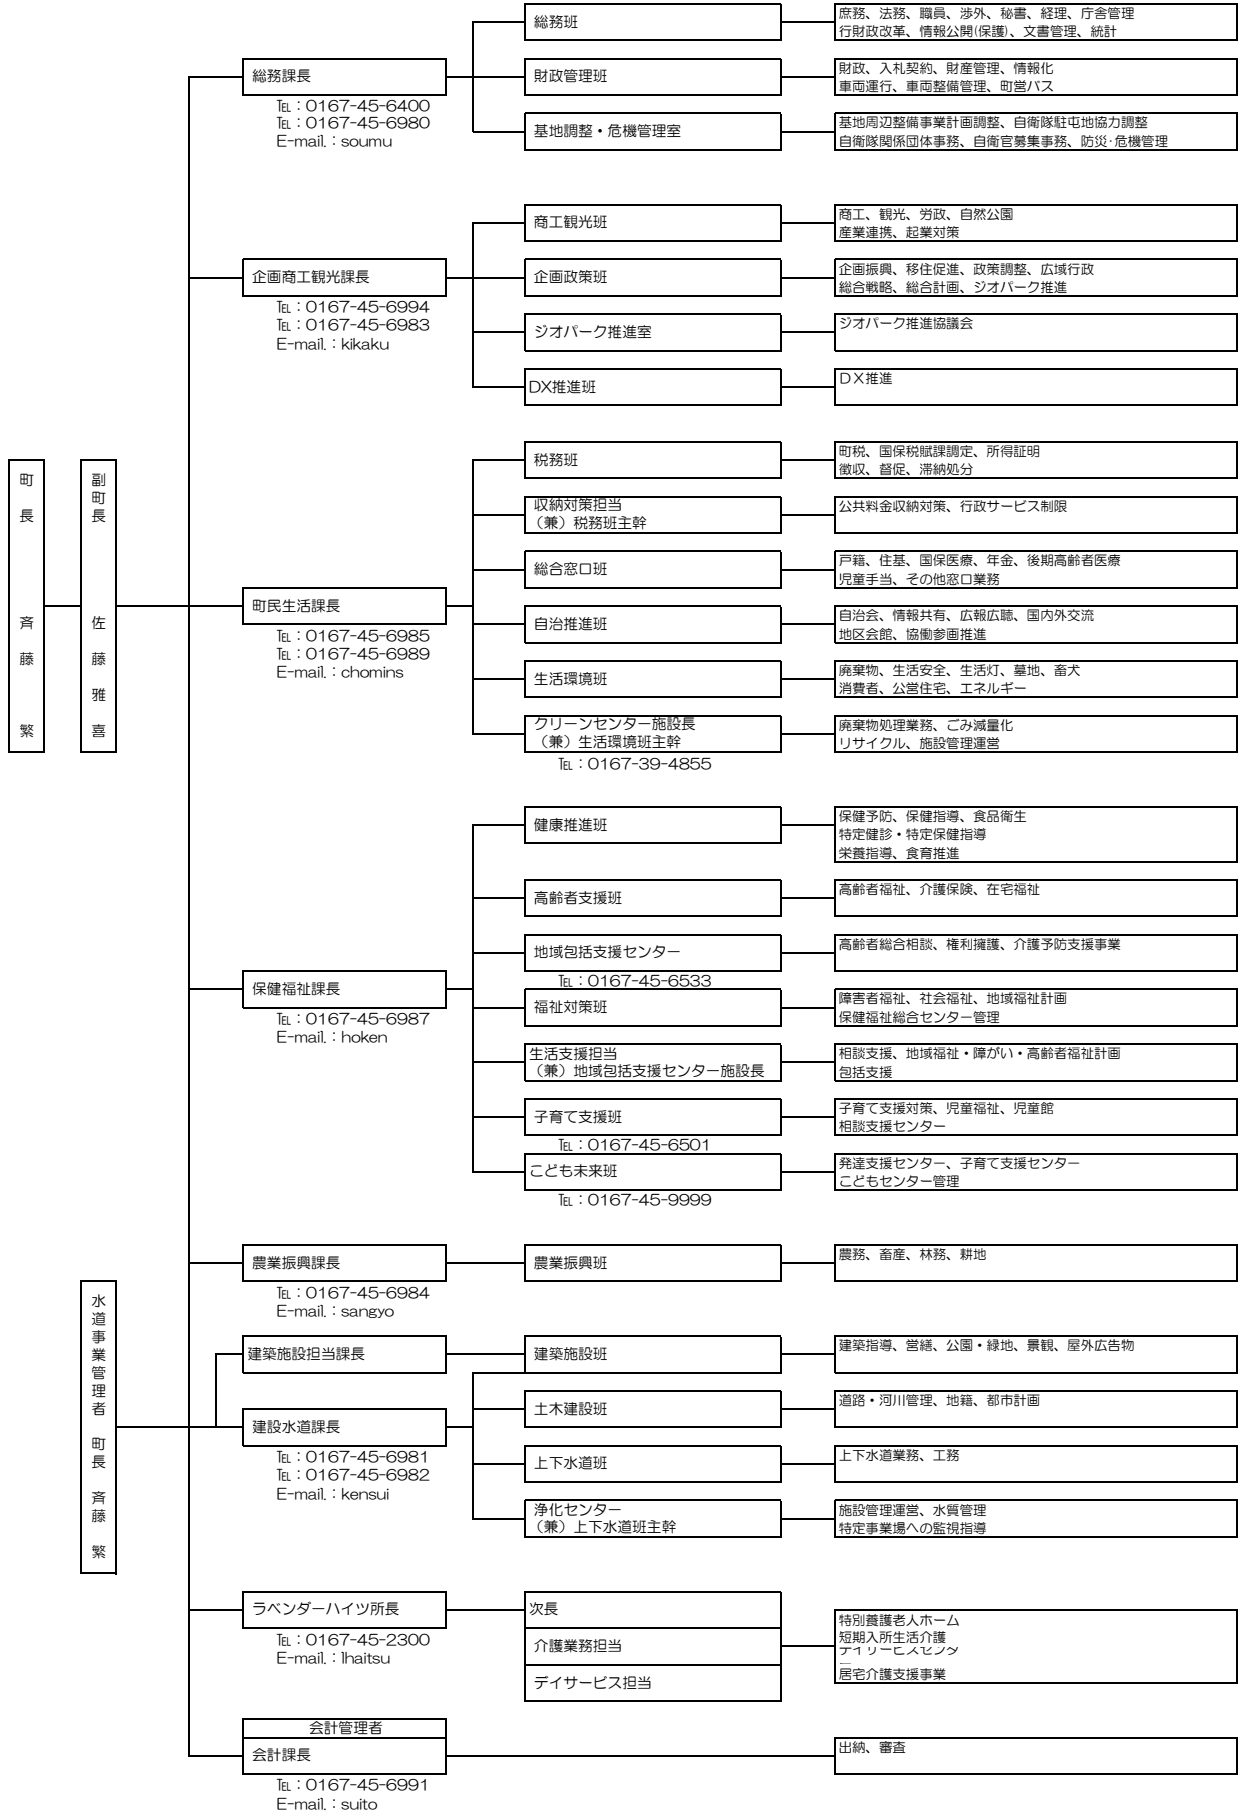 総務班
庶務、法務、職員、渉外、秘書、経理、庁舎管理
行財政改革、情報公開(保護)、文書管理、統計
総務課長
℡：0167-45-6400
℡：0167-45-6980
E-mail.：soumu
財政管理班
財政、入札契約、財産管理、情報化
車両運行、車両整備管理、町営バス
基地調整・危機管理室
基地周辺整備事業計画調整、自衛隊駐屯地協力調整
自衛隊関係団体事務、自衛官募集事務、防災･危機管理
商工観光班
商工、観光、労政、自然公園
産業連携、起業対策
企画商工観光課長
℡：0167-45-6994
℡：0167-45-6983
E-mail.：kikaku
企画政策班
企画振興、移住促進、政策調整、広域行政
総合戦略、総合計画、ジオパーク推進
ジオパーク推進室
ジオパーク推進協議会
DX推進班
ＤＸ推進
町長　斉藤　繁
副町長　佐藤雅喜
税務班
町税、国保税賦課調定、所得証明
徴収、督促、滞納処分
収納対策担当
（兼）税務班主幹
公共料金収納対策、行政サービス制限
総合窓口班
戸籍、住基、国保医療、年金、後期高齢者医療
児童手当、その他窓口業務
町民生活課長
℡：0167-45-6985
℡：0167-45-6989
E-mail.：chomins
自治推進班
自治会、情報共有、広報広聴、国内外交流
地区会館、協働参画推進
生活環境班
廃棄物、生活安全、生活灯、墓地、畜犬
消費者、公営住宅、エネルギー
クリーンセンター施設長
（兼）生活環境班主幹
℡：0167-39-4855
廃棄物処理業務、ごみ減量化
リサイクル、施設管理運営
健康推進班
保健予防、保健指導、食品衛生
特定健診・特定保健指導
栄養指導、食育推進
高齢者支援班
高齢者福祉、介護保険、在宅福祉
地域包括支援センター
℡：0167-45-6533
高齢者総合相談、権利擁護、介護予防支援事業
保健福祉課長
℡：0167-45-6987
E-mail.：hoken
福祉対策班
障害者福祉、社会福祉、地域福祉計画
保健福祉総合センター管理
生活支援担当
（兼）地域包括支援センター施設長
相談支援、地域福祉・障がい・高齢者福祉計画
包括支援
子育て支援班
℡：0167-45-6501
子育て支援対策、児童福祉、児童館
相談支援センター
こども未来班
℡：0167-45-9999
発達支援センター、子育て支援センター
こどもセンター管理
農業振興課長
℡：0167-45-6984
E-mail.：sangyo
農業振興班
農務、畜産、林務、耕地
水道事業管理者　町長　斉藤　繁
建築施設担当課長
建築施設班
建築指導、営繕、公園・緑地、景観、屋外広告物
建設水道課長
℡：0167-45-6981
℡：0167-45-6982
E-mail.：kensui
土木建設班
道路・河川管理、地籍、都市計画
上下水道班
上下水道業務、工務
浄化センター
（兼）上下水道班主幹
施設管理運営、水質管理
特定事業場への監視指導
ラベンダーハイツ所長
℡：0167-45-2300
E-mail.：lhaitsu
次長
介護業務担当
デイサービス担当
特別養護老人ホーム
短期入所生活介護
デイサービスセンター
居宅介護支援事業
会計管理者
会計課長
℡：0167-45-6991
E-mail.：suito
出納、審査